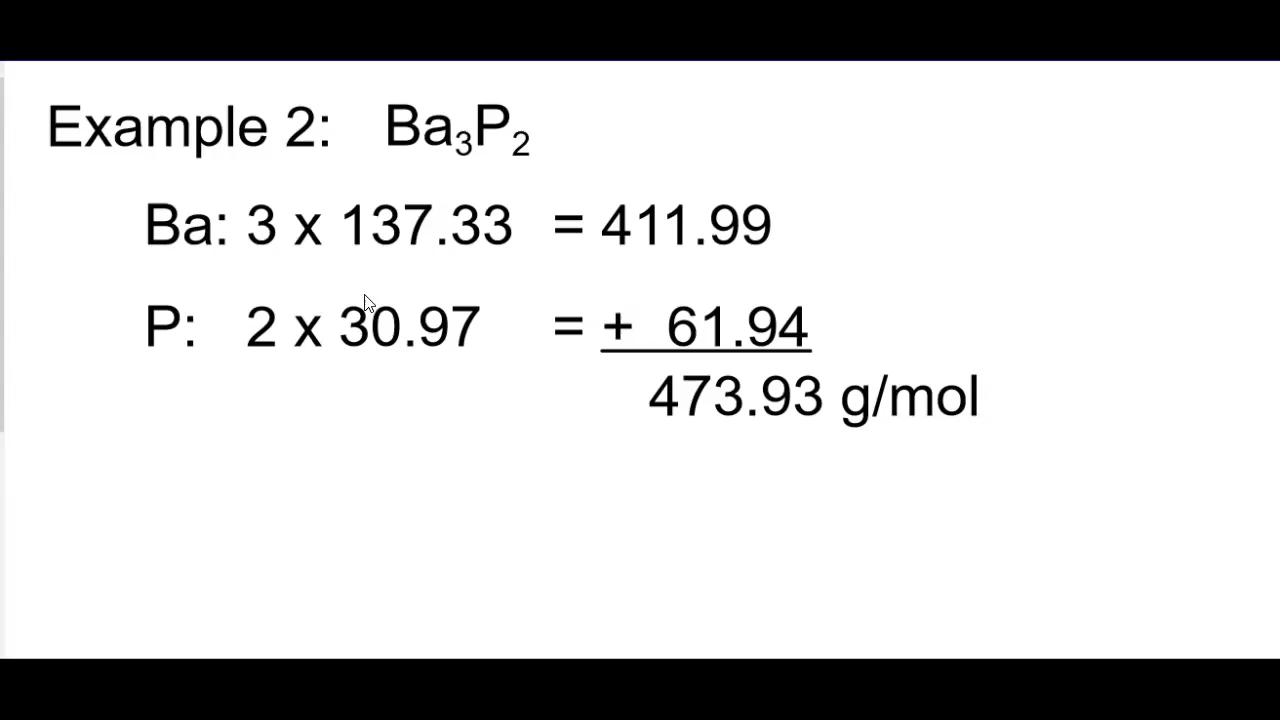 Example 2: Ba₃P₂
Ba: 3 x 137.33 = 411.99
P: 2 x 30.97 = + 61.94
473.93 g/mol